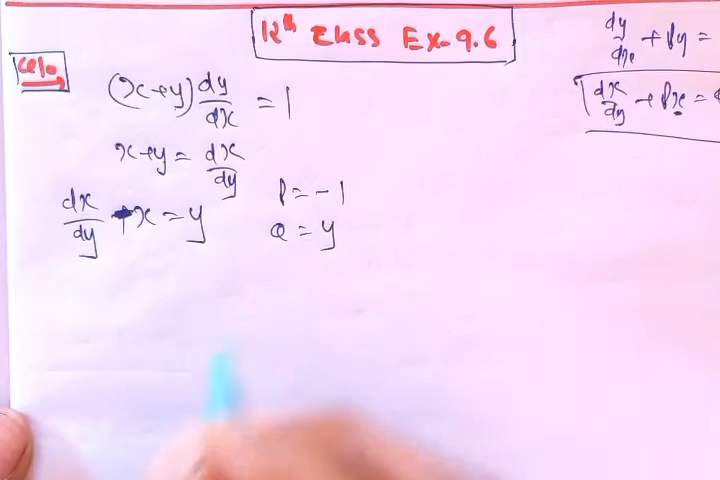 12th Class Ex-9.6
Q10
(x+y) dy/dx = 1
x+y = dx/dy
dx/dy - x = y
P = -1
Q = y
dy/dx + Py =
dx/dy + Px = Q